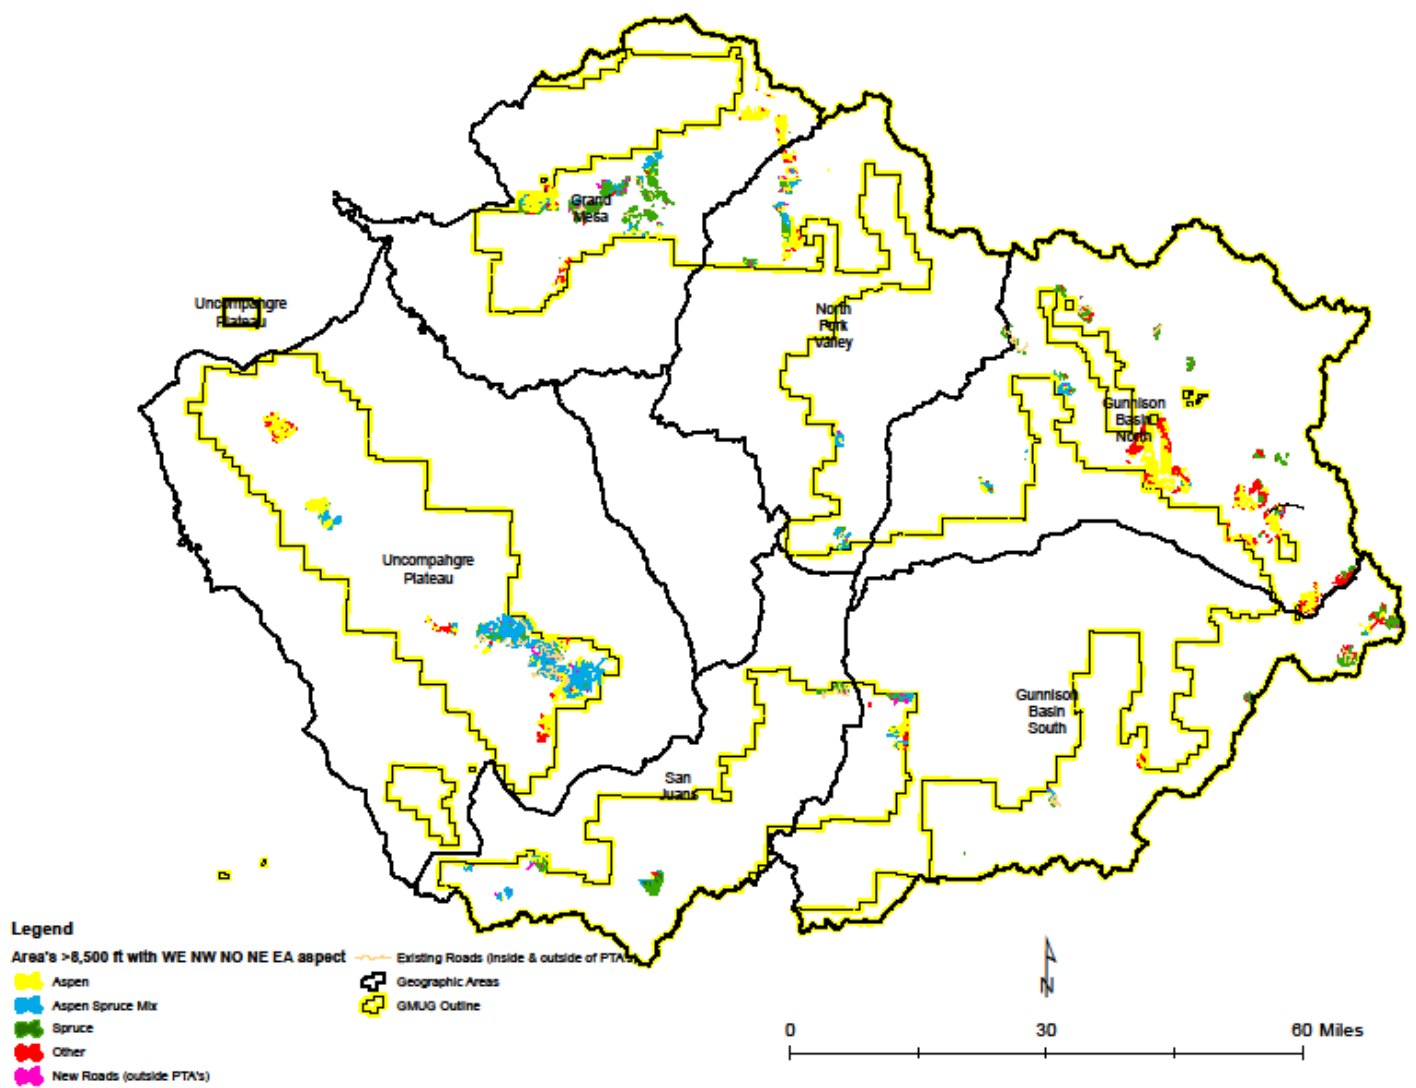 Grand
Mesa
Uncompahgre
Plateau
North
Fork
Valley
Gunnison
Basin
North
Uncompahgre
Plateau
Gunnison
Basin
South
San
Juans
Legend
Area's >8,500 ft with WE NW NO NE EA aspect
Existing Roads (Inside & outside of PTA's)
Aspen
Geographic Areas
Aspen Spruce Mix
GMUG Outline
Spruce
Other
New Roads (outside PTA's)
N
0 30 60 Miles